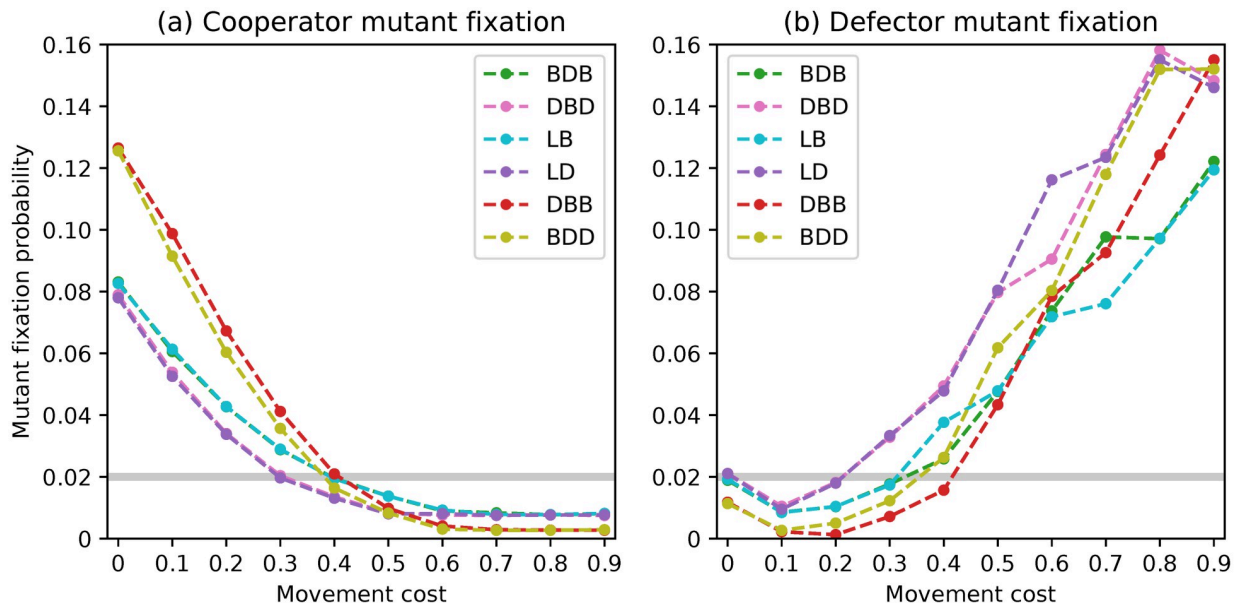 (a) Cooperator mutant fixation
Mutant fixation probability
0.16
0.14
0.12
0.10
0.08
0.06
0.04
0.02
0
BDB
DBD
LB
LD
DBB
BDD
0 0.1 0.2 0.3 0.4 0.5 0.6 0.7 0.8 0.9
Movement cost
(b) Defector mutant fixation
0.16
0.14
0.12
0.10
0.08
0.06
0.04
0.02
0
BDB
DBD
LB
LD
DBB
BDD
0 0.1 0.2 0.3 0.4 0.5 0.6 0.7 0.8 0.9
Movement cost